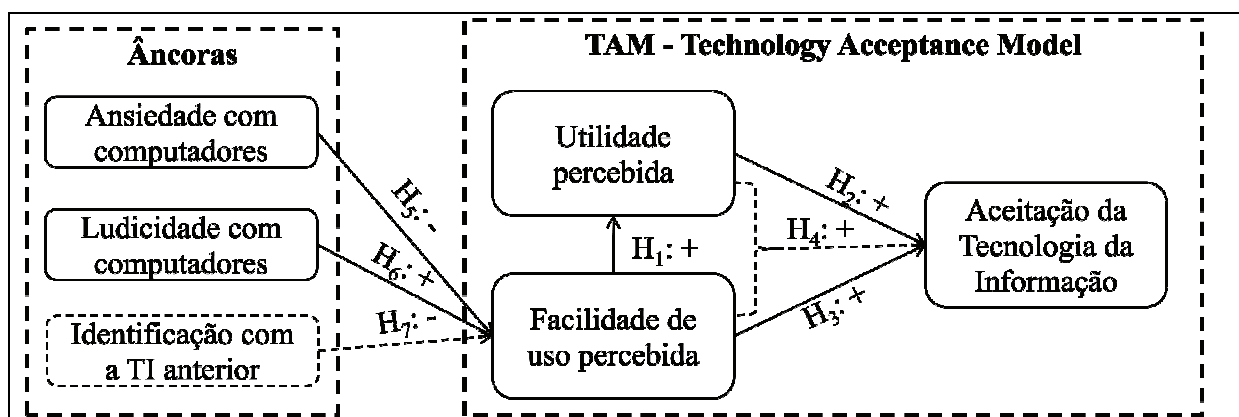 Âncoras
Ansiedade com
computadores
Ludicidade com
computadores
Identificação com
a TI anterior
H₅: -
H₆: +
H₇: -
TAM - Technology Acceptance Model
Utilidade
percebida
H₁: +
Facilidade de
uso percebida
H₂: +
H₄: +
H₃: +
Aceitação da
Tecnologia da
Informação